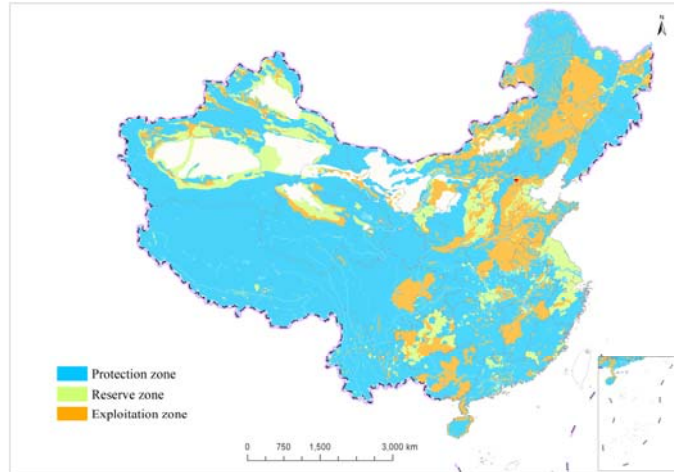 N
Protection zone
Reserve zone
Exploitation zone
0 750 1,500 3,000 km